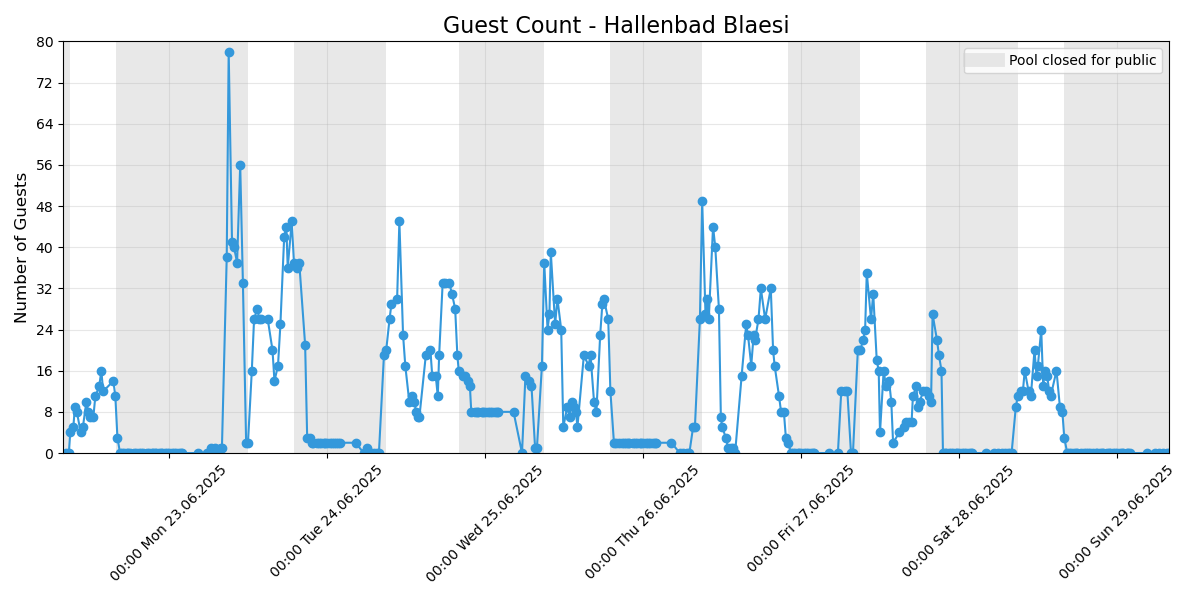 Guest Count - Hallenbad Blaesi
Number of Guests
80
72
64
56
48
40
32
24
16
8
0
Pool closed for public
00:00 Mon 23.06.2025
00:00 Tue 24.06.2025
00:00 Wed 25.06.2025
00:00 Thu 26.06.2025
00:00 Fri 27.06.2025
00:00 Sat 28.06.2025
00:00 Sun 29.06.2025